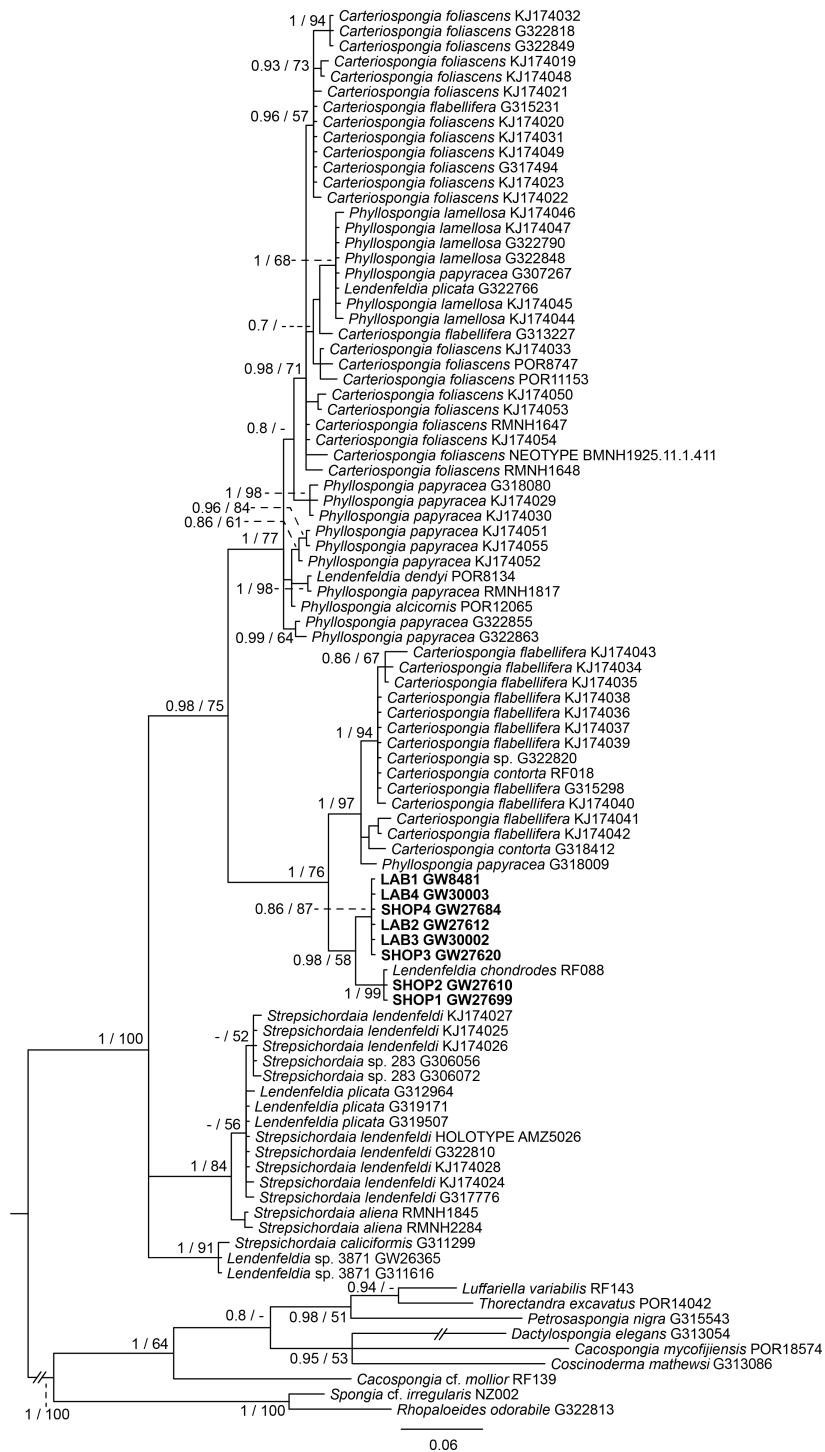 1 / 94
Carteriospongia foliascens KJ174032
Carteriospongia foliascens G322818
Carteriospongia foliascens G322849
0.93 / 73
Carteriospongia foliascens KJ174019
Carteriospongia foliascens KJ174048
Carteriospongia foliascens KJ174021
0.96 / 57
Carteriospongia flabellifera G315231
Carteriospongia foliascens KJ174020
Carteriospongia foliascens KJ174031
Carteriospongia foliascens KJ174049
Carteriospongia foliascens G317494
Carteriospongia foliascens KJ174023
Carteriospongia foliascens KJ174022
Phyllospongia lamellosa KJ174046
Phyllospongia lamellosa KJ174047
Phyllospongia lamellosa G322790
1 / 68
Phyllospongia lamellosa G322848
Phyllospongia papyracea G307267
Lendenfeldia plicata G322766
Phyllospongia lamellosa KJ174045
Phyllospongia lamellosa KJ174044
0.7 / -
Carteriospongia flabellifera G313227
Carteriospongia foliascens KJ174033
0.98 / 71
Carteriospongia foliascens POR8747
Carteriospongia foliascens POR11153
Carteriospongia foliascens KJ174050
Carteriospongia foliascens KJ174053
0.8 / -
Carteriospongia foliascens RMNH1647
Carteriospongia foliascens KJ174054
Carteriospongia foliascens NEOTYPE BMNH1925.11.1.411
Carteriospongia foliascens RMNH1648
Phyllospongia papyracea G318080
1 / 98
Phyllospongia papyracea KJ174029
0.96 / 84
Phyllospongia papyracea KJ174030
0.86 / 61
Phyllospongia papyracea KJ174051
1 / 77
Phyllospongia papyracea KJ174055
Phyllospongia papyracea KJ174052
Lendenfeldia dendyi POR8134
1 / 98
Phyllospongia papyracea RMNH1817
Phyllospongia alcicornis POR12065
Phyllospongia papyracea G322855
0.99 / 64
Phyllospongia papyracea G322863
0.86 / 67
Carteriospongia flabellifera KJ174043
Carteriospongia flabellifera KJ174034
Carteriospongia flabellifera KJ174035
0.98 / 75
Carteriospongia flabellifera KJ174038
Carteriospongia flabellifera KJ174036
1 / 94
Carteriospongia flabellifera KJ174037
Carteriospongia flabellifera KJ174039
Carteriospongia sp. G322820
Carteriospongia contorta RF018
Carteriospongia flabellifera G315298
1 / 97
Carteriospongia flabellifera KJ174040
Carteriospongia flabellifera KJ174041
Carteriospongia flabellifera KJ174042
Carteriospongia contorta G318412
1 / 76
Phyllospongia papyracea G318009
LAB1 GW8481
LAB4 GW30003
0.86 / 87
SHOP4 GW27684
LAB2 GW27612
LAB3 GW30002
0.98 / 58
SHOP3 GW27620
Lendenfeldia chondrodes RF088
SHOP2 GW27610
1 / 99
SHOP1 GW27699
Strepsichordaia lendenfeldi KJ174027
1 / 100
- / 52
Strepsichordaia lendenfeldi KJ174025
Strepsichordaia lendenfeldi KJ174026
Strepsichordaia sp. 283 G306056
Strepsichordaia sp. 283 G306072
Lendenfeldia plicata G312964
Lendenfeldia plicata G319171
- / 56
Lendenfeldia plicata G319507
Strepsichordaia lendenfeldi HOLOTYPE AMZ5026
Strepsichordaia lendenfeldi G322810
1 / 84
Strepsichordaia lendenfeldi KJ174028
Strepsichordaia lendenfeldi KJ174024
Strepsichordaia lendenfeldi G317776
Strepsichordaia aliena RMNH1845
Strepsichordaia aliena RMNH2284
1 / 91
Strepsichordaia caliciformis G311299
Lendenfeldia sp. 3871 GW26365
Lendenfeldia sp. 3871 G311616
0.94 / -
Luffariella variabilis RF143
Thorectandra excavatus POR14042
0.8 / -
0.98 / 51
Petrosaspongia nigra G315543
Dactylospongia elegans G313054
1 / 64
Cacospongia mycofijiensis POR18574
0.95 / 53
Coscinoderma mathewsi G313086
Cacospongia cf. mollior RF139
Spongia cf. irregularis NZ002
1 / 100
1 / 100
Rhopaloeides odorabile G322813
0.06